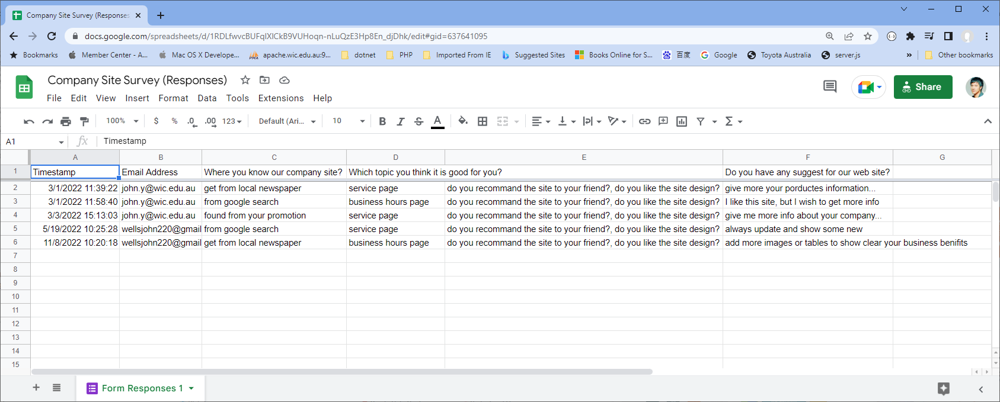 Company Site Survey (Responses
docs.google.com/spreadsheets/d/1RDLfwvcBUFqlXlCkB9VUHoqn-nLuQzE3Hp8En_djDhk/edit#gid=637641095
Bookmarks Member Center - A... Mac OS X Develope... apache.wic.edu.au:9... dotnet PHP Imported From IE Suggested Sites Books Online for S... 百度 Google Toyota Australia server.js » Other bookmarks
Company Site Survey (Responses)
File Edit View Insert Format Data Tools Extensions Help
Share
100% $ % .0 .00 123 Default (Ari... 10 B I S A Σ
A1 fx Timestamp
A B C D E F G
1 Timestamp Email Address Where you know our company site? Which topic you think it is good for you? Do you have any suggest for our web site?
2 3/1/2022 11:39:22 john.y@wic.edu.au get from local newspaper service page do you recommand the site to your friend?, do you like the site design? give more your porductes information...
3 3/1/2022 11:58:40 john.y@wic.edu.au from google search business hours page do you recommand the site to your friend?, do you like the site design? I like this site, but I wish to get more info
4 3/3/2022 15:13:03 john.y@wic.edu.au found from your promotion service page do you recommand the site to your friend?, do you like the site design? give me more info about your company...
5 5/19/2022 10:25:28 wellsjohn220@gmail from google search service page do you recommand the site to your friend?, do you like the site design? always update and show some new
6 11/8/2022 10:20:18 wellsjohn220@gmail get from local newspaper business hours page do you recommand the site to your friend?, do you like the site design? add more images or tables to show clear your business benifits
7
8
9
10
11
12
13
14
15
Form Responses 1